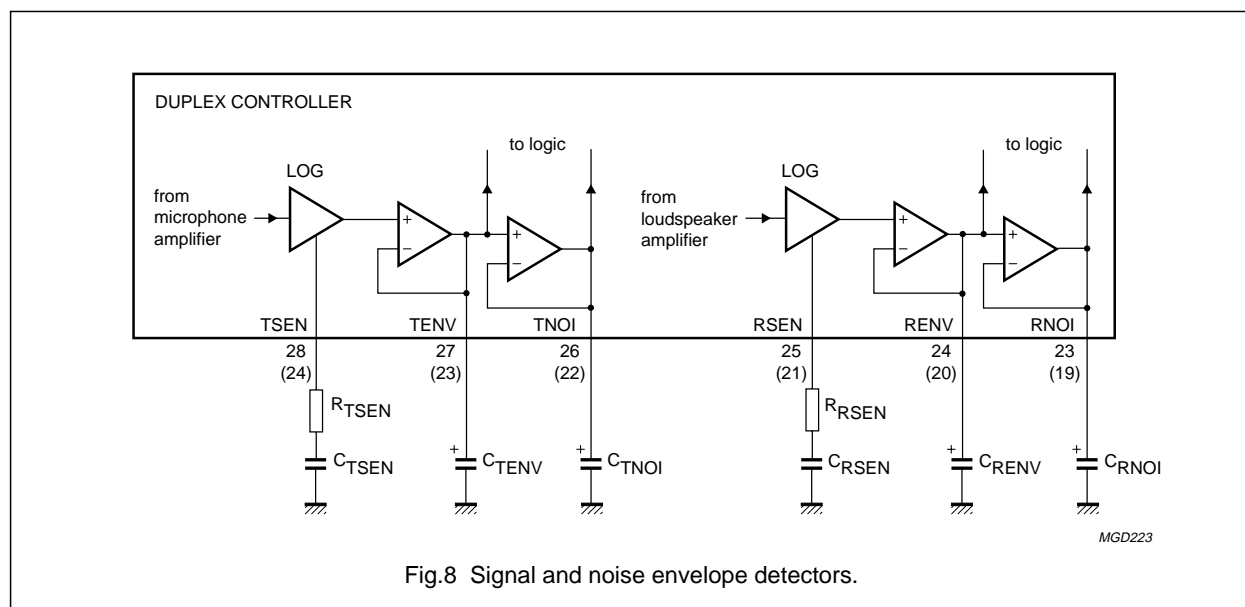 DUPLEX CONTROLLER
to logic
to logic
LOG
LOG
from
microphone
amplifier
from
loudspeaker
amplifier
+
−
+
−
+
−
+
−
TSEN
TENV
TNOI
RSEN
RENV
RNOI
28
27
26
25
24
23
(24)
(23)
(22)
(21)
(20)
(19)
RTSEN
RRSEN
CTSEN
+
CTENV
+
CTNOI
CRSEN
+
CRENV
+
CRNOI
MGD223
Fig.8 Signal and noise envelope detectors.